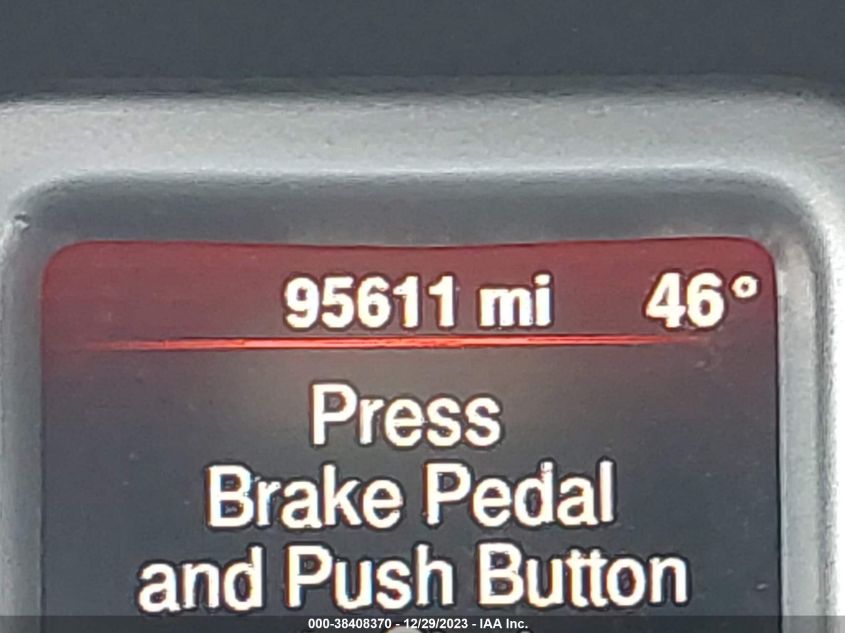 95611 mi 46°
Press
Brake Pedal
and Push Button
000-38408370 - 12/29/2023 - IAA Inc.